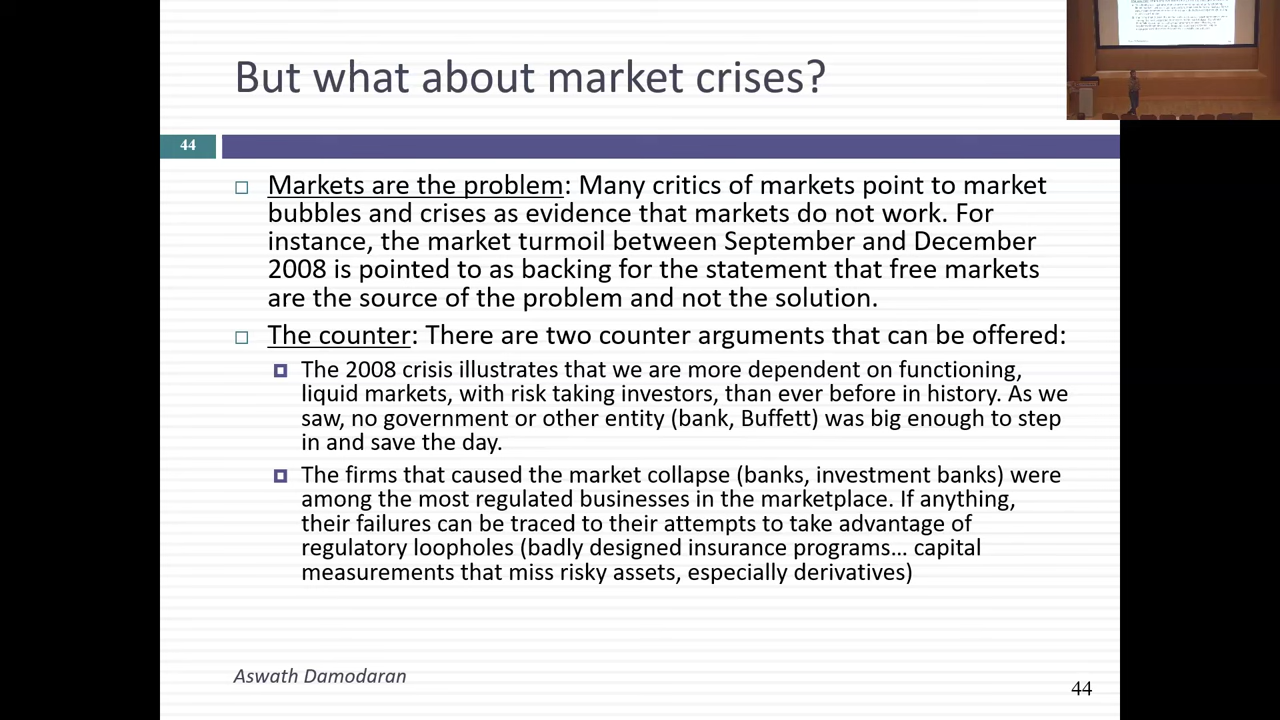 But what about market crises?
44
Markets are the problem: Many critics of markets point to market
bubbles and crises as evidence that markets do not work. For
instance, the market turmoil between September and December
2008 is pointed to as backing for the statement that free markets
are the source of the problem and not the solution.
The counter: There are two counter arguments that can be offered:
The 2008 crisis illustrates that we are more dependent on functioning,
liquid markets, with risk taking investors, than ever before in history. As we
saw, no government or other entity (bank, Buffett) was big enough to step
in and save the day.
The firms that caused the market collapse (banks, investment banks) were
among the most regulated businesses in the marketplace. If anything,
their failures can be traced to their attempts to take advantage of
regulatory loopholes (badly designed insurance programs… capital
measurements that miss risky assets, especially derivatives)
Aswath Damodaran
44